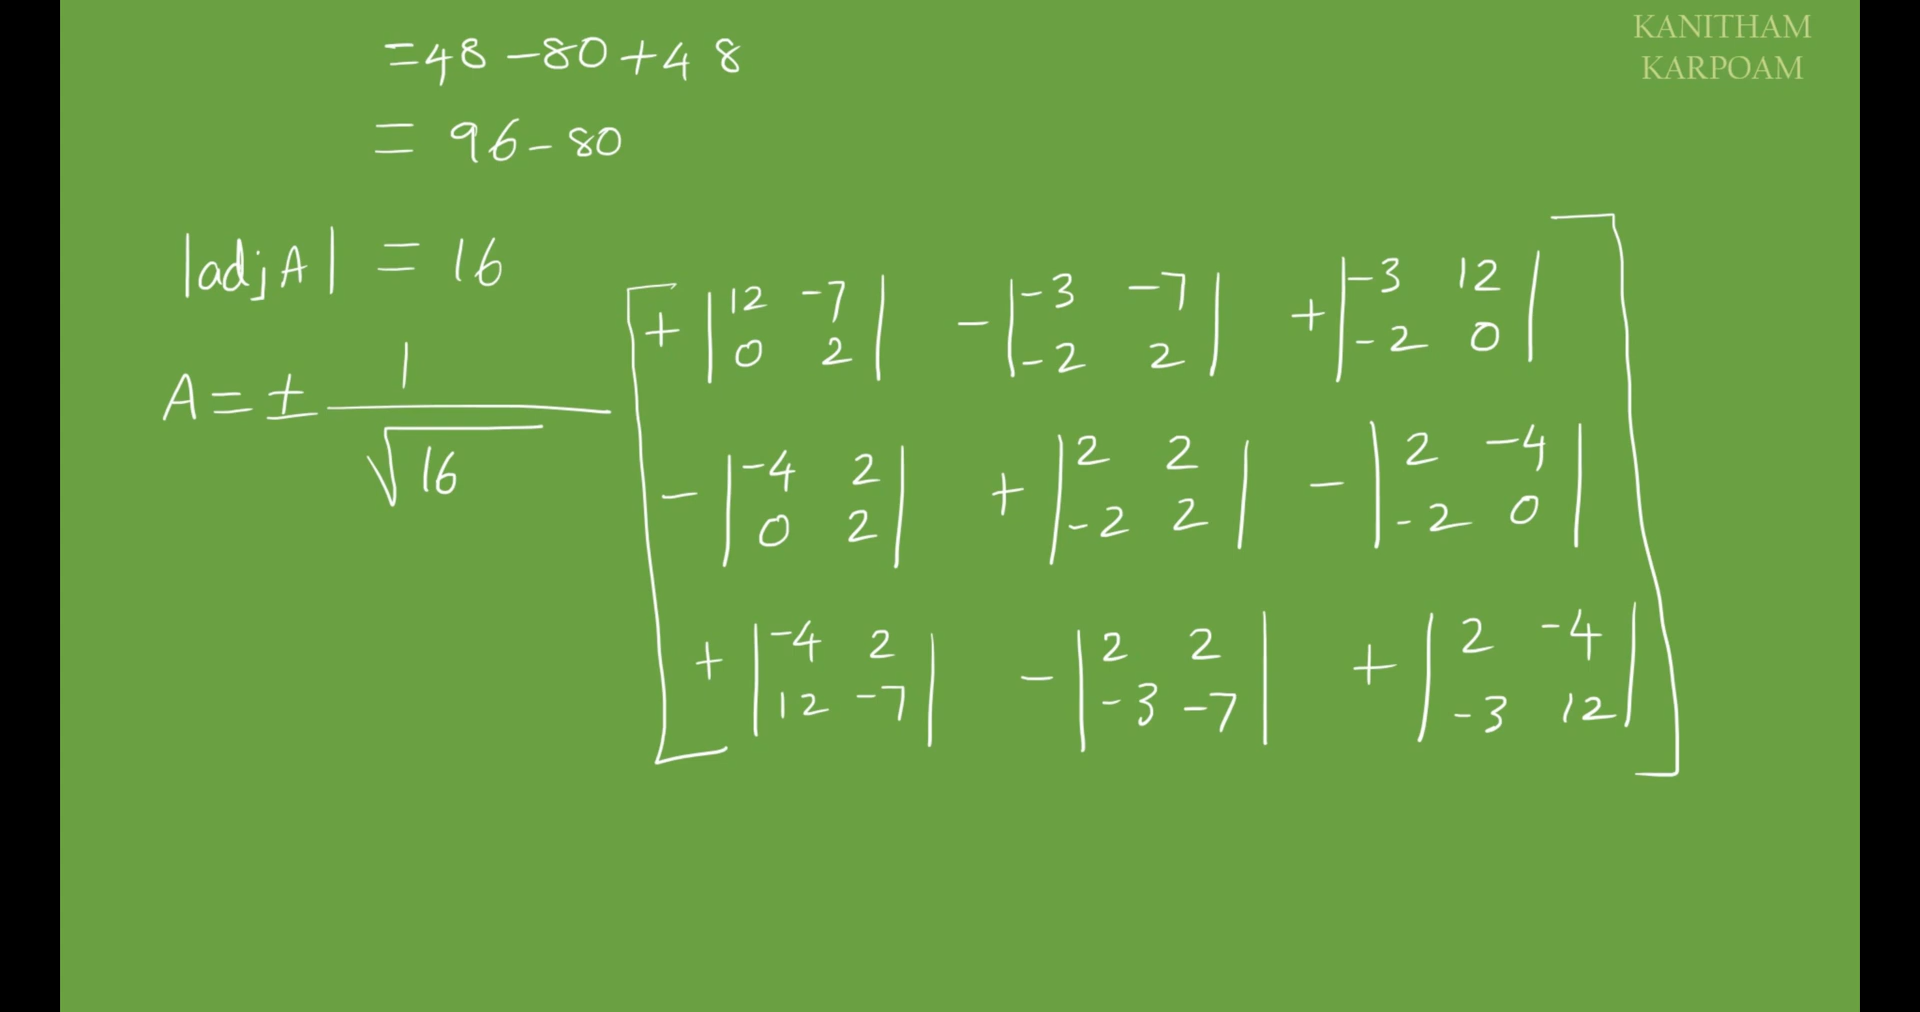 KANITHAM
KARPOAM
=48-80+48
= 96-80
|adj A| = 16
A = ± 1/√16
[ +|12 -7; 0 2| -|-3 -7; -2 2| +|-3 12; -2 0|
-|-4 2; 0 2| +|2 2; -2 2| -|2 -4; -2 0|
+|-4 2; 12 -7| -|2 2; -3 -7| +|2 -4; -3 12| ]